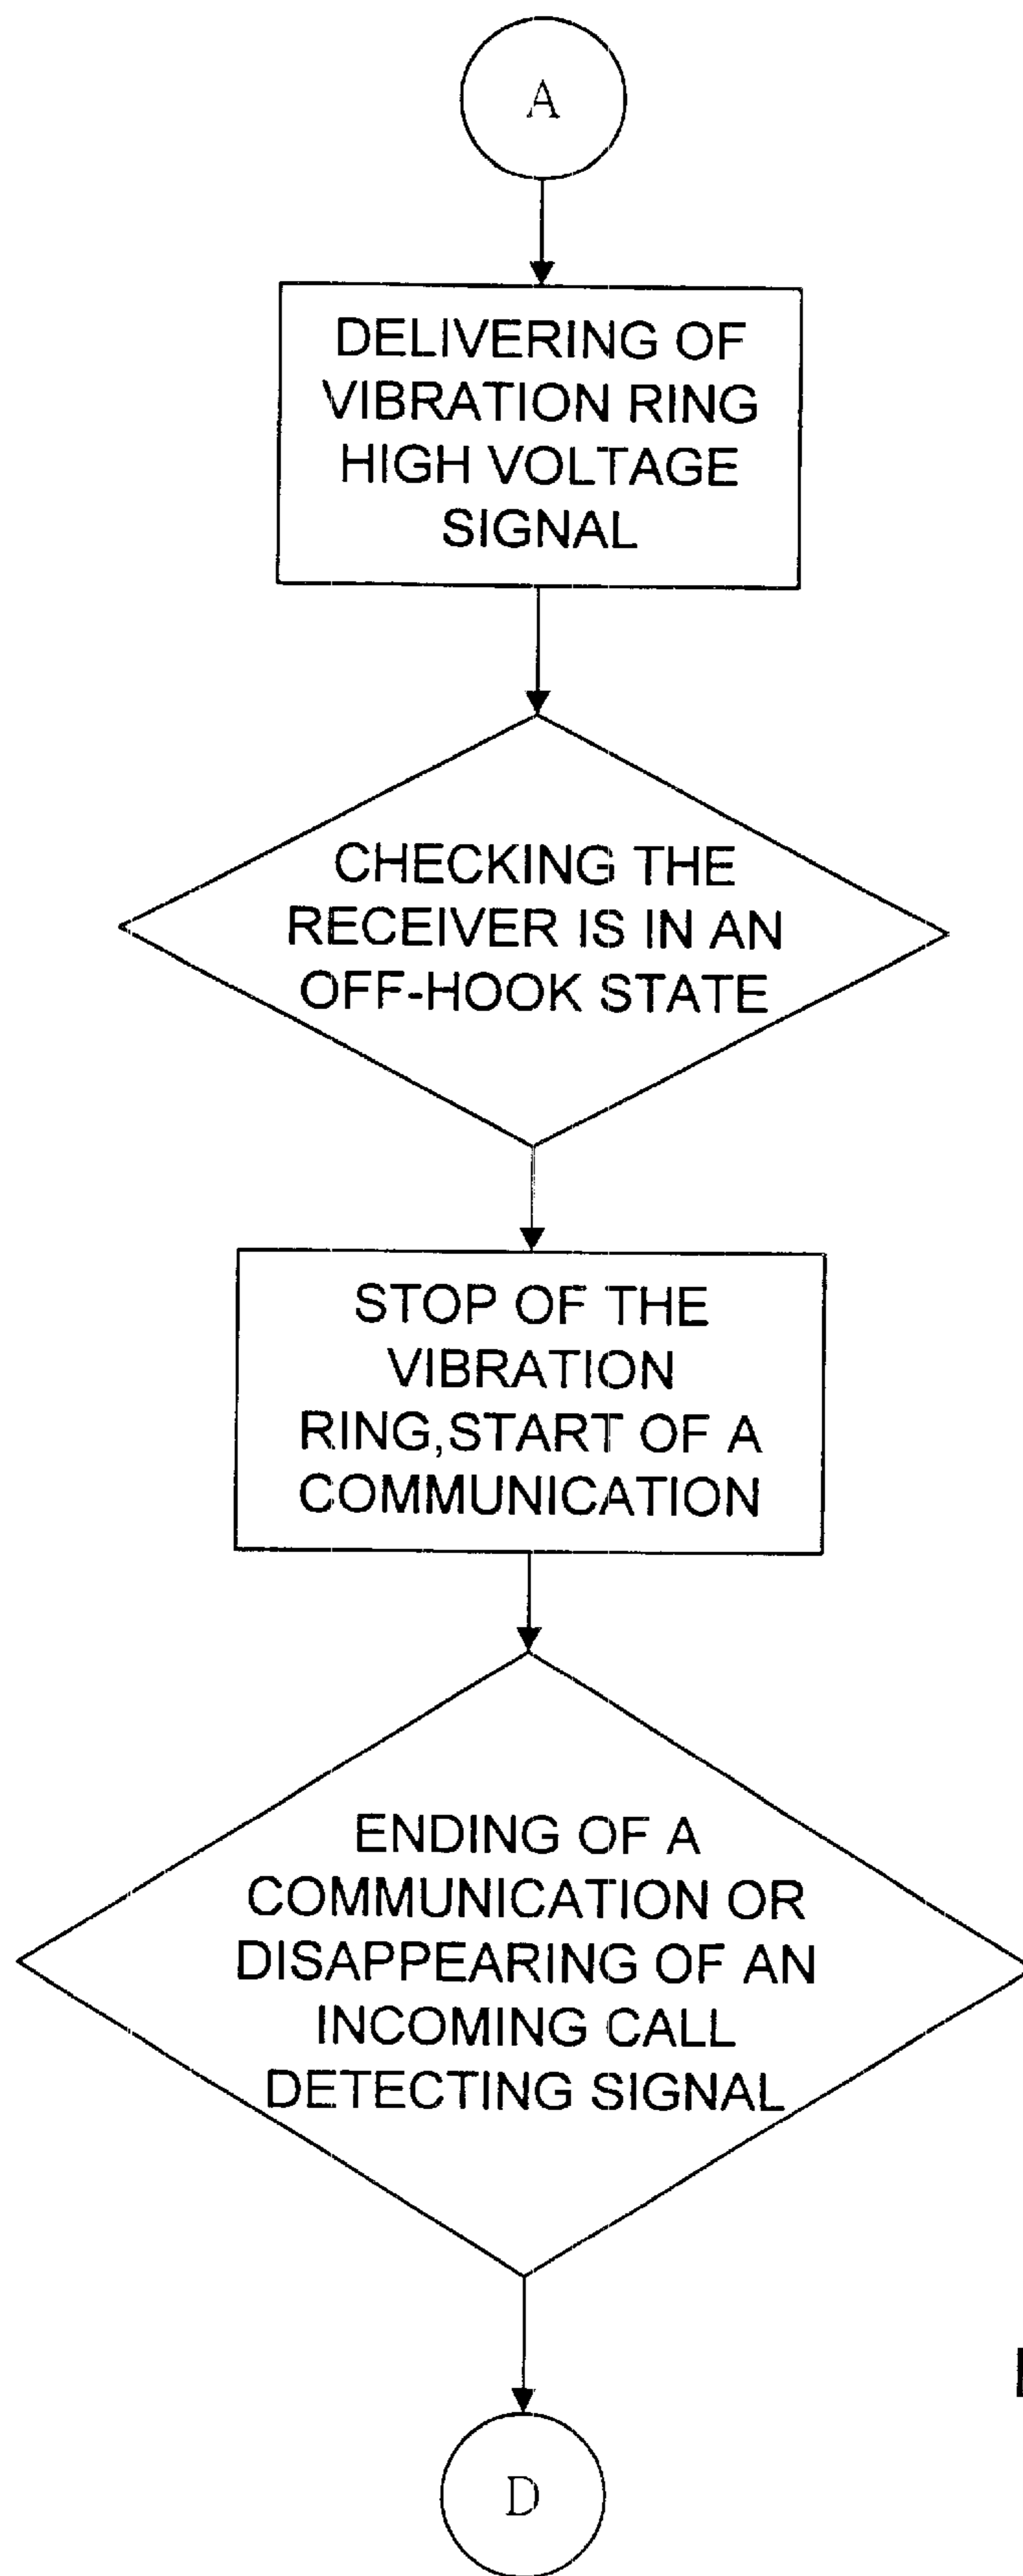 A
DELIVERING OF
VIBRATION RING
HIGH VOLTAGE
SIGNAL
CHECKING THE
RECEIVER IS IN AN
OFF-HOOK STATE
STOP OF THE
VIBRATION
RING,START OF A
COMMUNICATION
ENDING OF A
COMMUNICATION OR
DISAPPEARING OF AN
INCOMING CALL
DETECTING SIGNAL
D